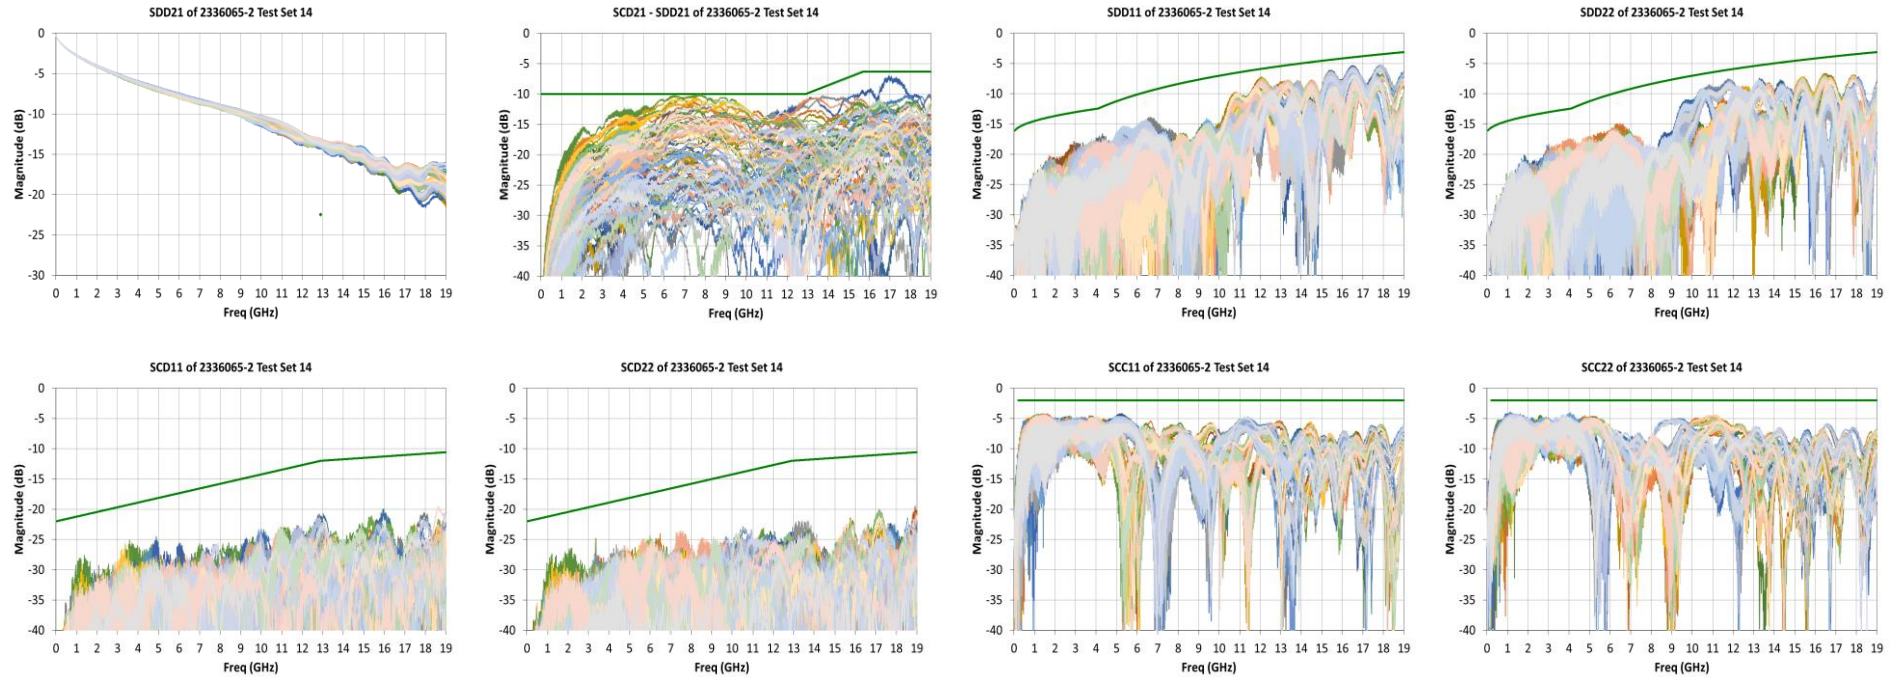 SDD21 of 2336065-2 Test Set 14
0
-5
-10
-15
-20
-25
-30
Magnitude (dB)
0 1 2 3 4 5 6 7 8 9 10 11 12 13 14 15 16 17 18 19
Freq (GHz)
SCD21 - SDD21 of 2336065-2 Test Set 14
0
-5
-10
-15
-20
-25
-30
-35
-40
Magnitude (dB)
0 1 2 3 4 5 6 7 8 9 10 11 12 13 14 15 16 17 18 19
Freq (GHz)
SDD11 of 2336065-2 Test Set 14
0
-5
-10
-15
-20
-25
-30
-35
-40
Magnitude (dB)
0 1 2 3 4 5 6 7 8 9 10 11 12 13 14 15 16 17 18 19
Freq (GHz)
SDD22 of 2336065-2 Test Set 14
0
-5
-10
-15
-20
-25
-30
-35
-40
Magnitude (dB)
0 1 2 3 4 5 6 7 8 9 10 11 12 13 14 15 16 17 18 19
Freq (GHz)
SCD11 of 2336065-2 Test Set 14
0
-5
-10
-15
-20
-25
-30
-35
-40
Magnitude (dB)
0 1 2 3 4 5 6 7 8 9 10 11 12 13 14 15 16 17 18 19
Freq (GHz)
SCD22 of 2336065-2 Test Set 14
0
-5
-10
-15
-20
-25
-30
-35
-40
Magnitude (dB)
0 1 2 3 4 5 6 7 8 9 10 11 12 13 14 15 16 17 18 19
Freq (GHz)
SCC11 of 2336065-2 Test Set 14
0
-5
-10
-15
-20
-25
-30
-35
-40
Magnitude (dB)
0 1 2 3 4 5 6 7 8 9 10 11 12 13 14 15 16 17 18 19
Freq (GHz)
SCC22 of 2336065-2 Test Set 14
0
-5
-10
-15
-20
-25
-30
-35
-40
Magnitude (dB)
0 1 2 3 4 5 6 7 8 9 10 11 12 13 14 15 16 17 18 19
Freq (GHz)